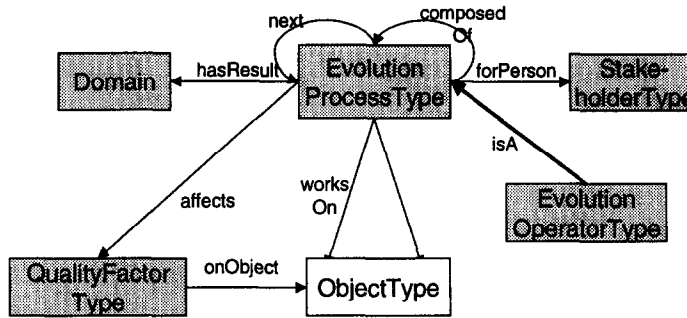 next
composed
Of
Domain
hasResult
Evolution
ProcessType
forPerson
Stake-
holderType
isA
works
On
affects
Evolution
OperatorType
QualityFactor
Type
onObject
ObjectType